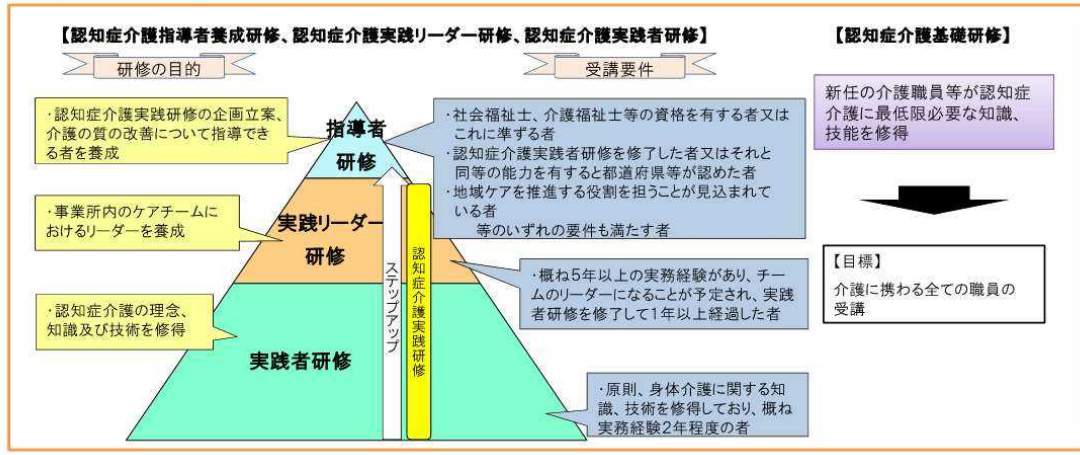 【認知症介護指導者養成研修、認知症介護実践リーダー研修、認知症介護実践者研修】
研修の目的
受講要件
・認知症介護実践研修の企画立案、
介護の質の改善について指導でき
る者を養成
指導者
研修
・社会福祉士、介護福祉士等の資格を有する者又は
これに準ずる者
・認知症介護実践者研修を修了した者又はそれと
同等の能力を有すると都道府県等が認めた者
・地域ケアを推進する役割を担うことが見込まれて
いる者
等のいずれの要件も満たす者
・事業所内のケアチームに
おけるリーダーを養成
実践リーダー
研修
・概ね5年以上の実務経験があり、チー
ムのリーダーになることが予定され、実践
者研修を修了して1年以上経過した者
・認知症介護の理念、
知識及び技術を修得
実践者研修
ステップアップ
認知症介護実践研修
・原則、身体介護に関する知
識、技術を修得しており、概ね
実務経験2年程度の者
【認知症介護基礎研修】
新任の介護職員等が認知症
介護に最低限必要な知識、
技能を修得
【目標】
介護に携わる全ての職員の
受講